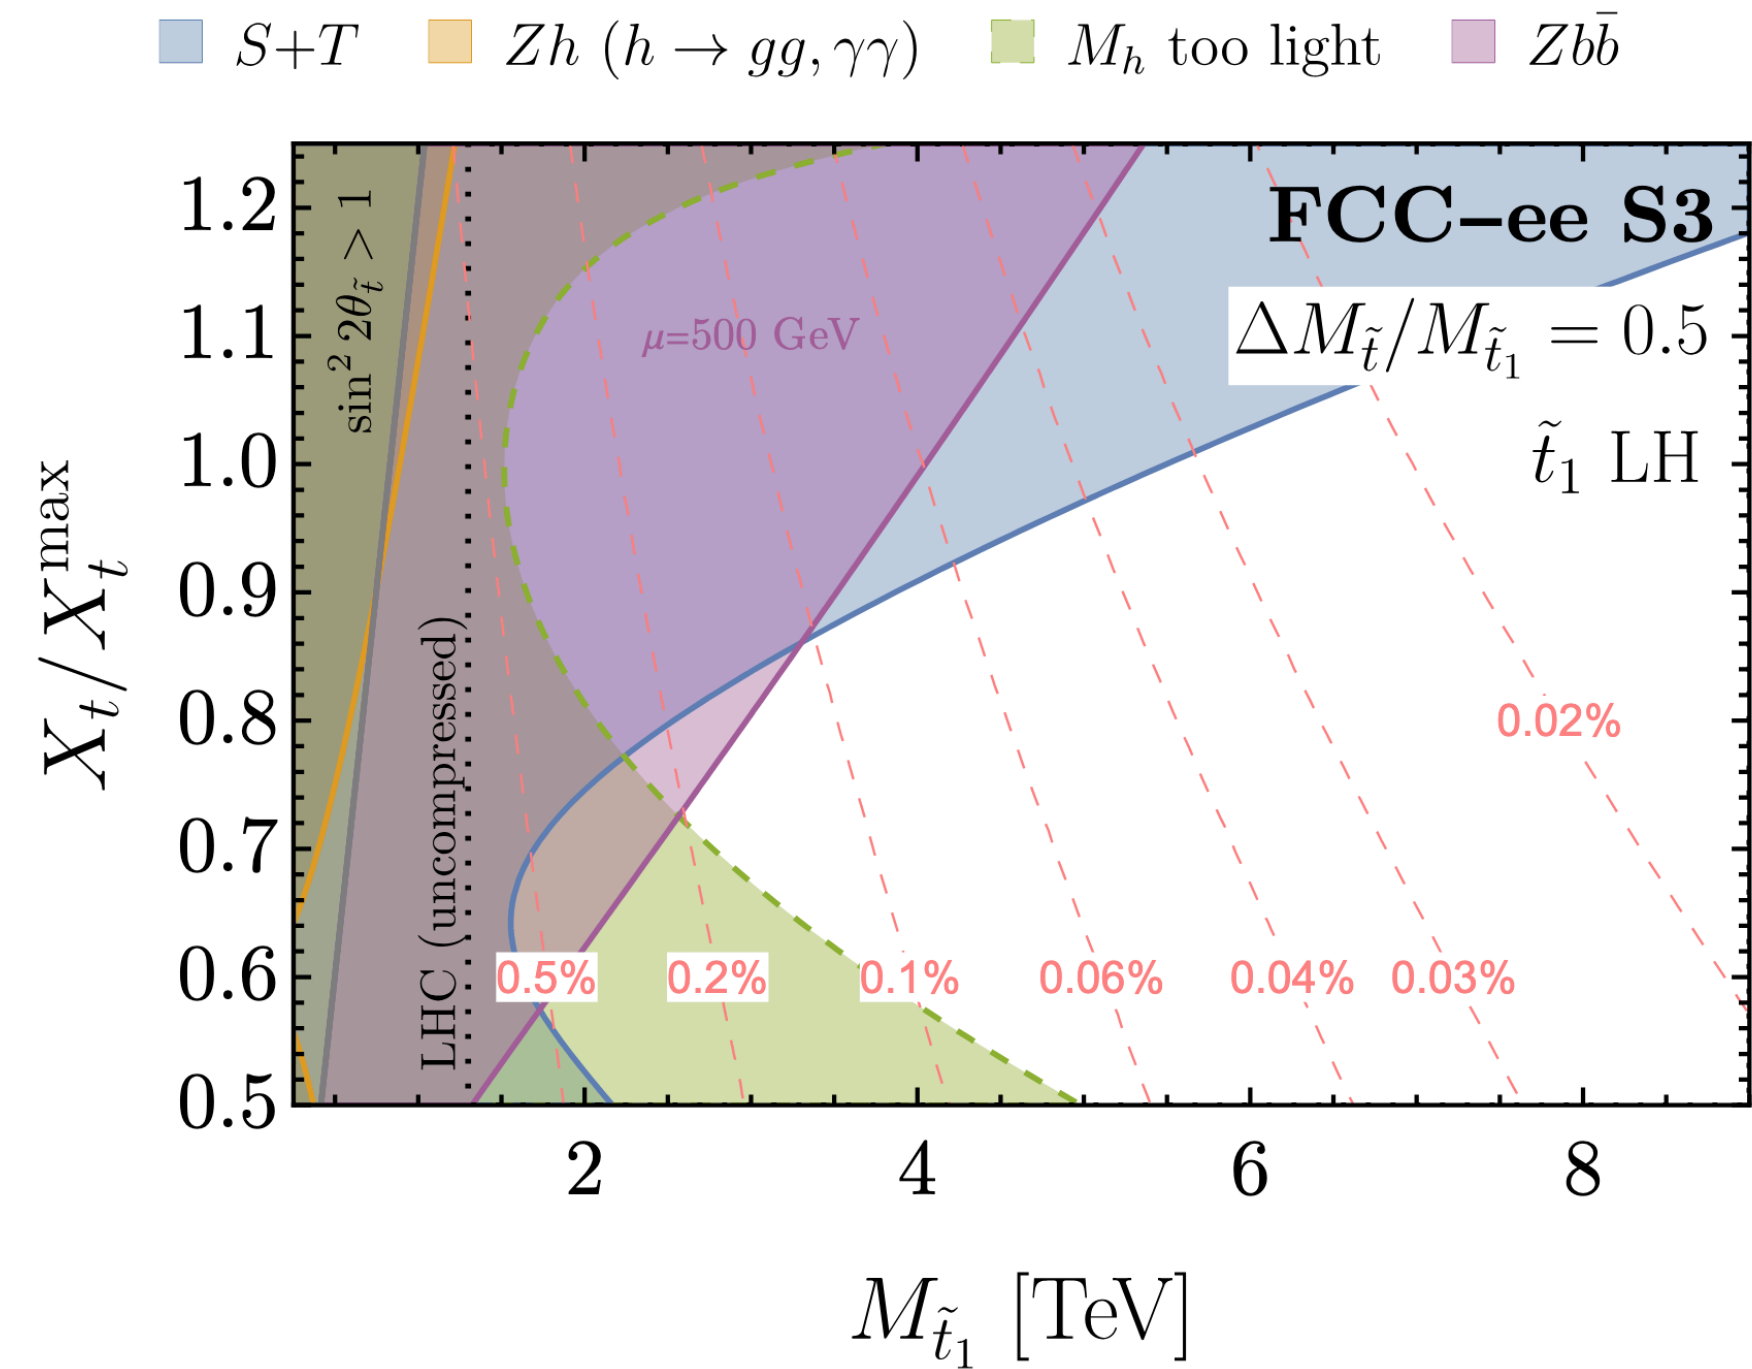 S+T Zh (h → gg, γγ) M_h too light Zbb̄
FCC–ee S3
ΔM_t̃/M_t̃₁ = 0.5
t̃₁ LH
μ=500 GeV
sin² 2θ_t̃ > 1
LHC (uncompressed)
0.02%
0.5% 0.2% 0.1% 0.06% 0.04% 0.03%
X_t/X_t^max
1.2
1.1
1.0
0.9
0.8
0.7
0.6
0.5
2 4 6 8
M_t̃₁ [TeV]